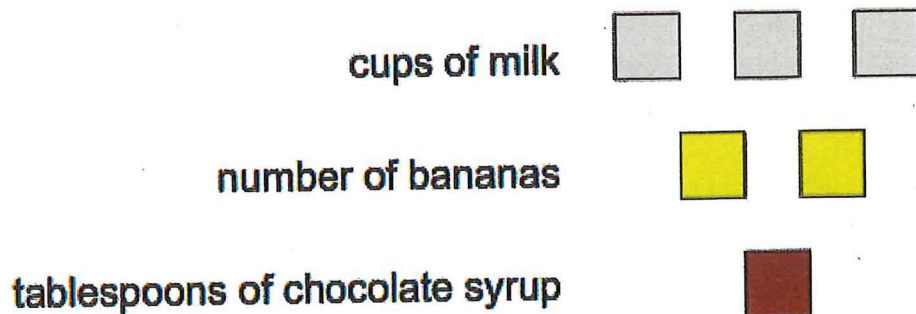 cups of milk
number of bananas
tablespoons of chocolate syrup